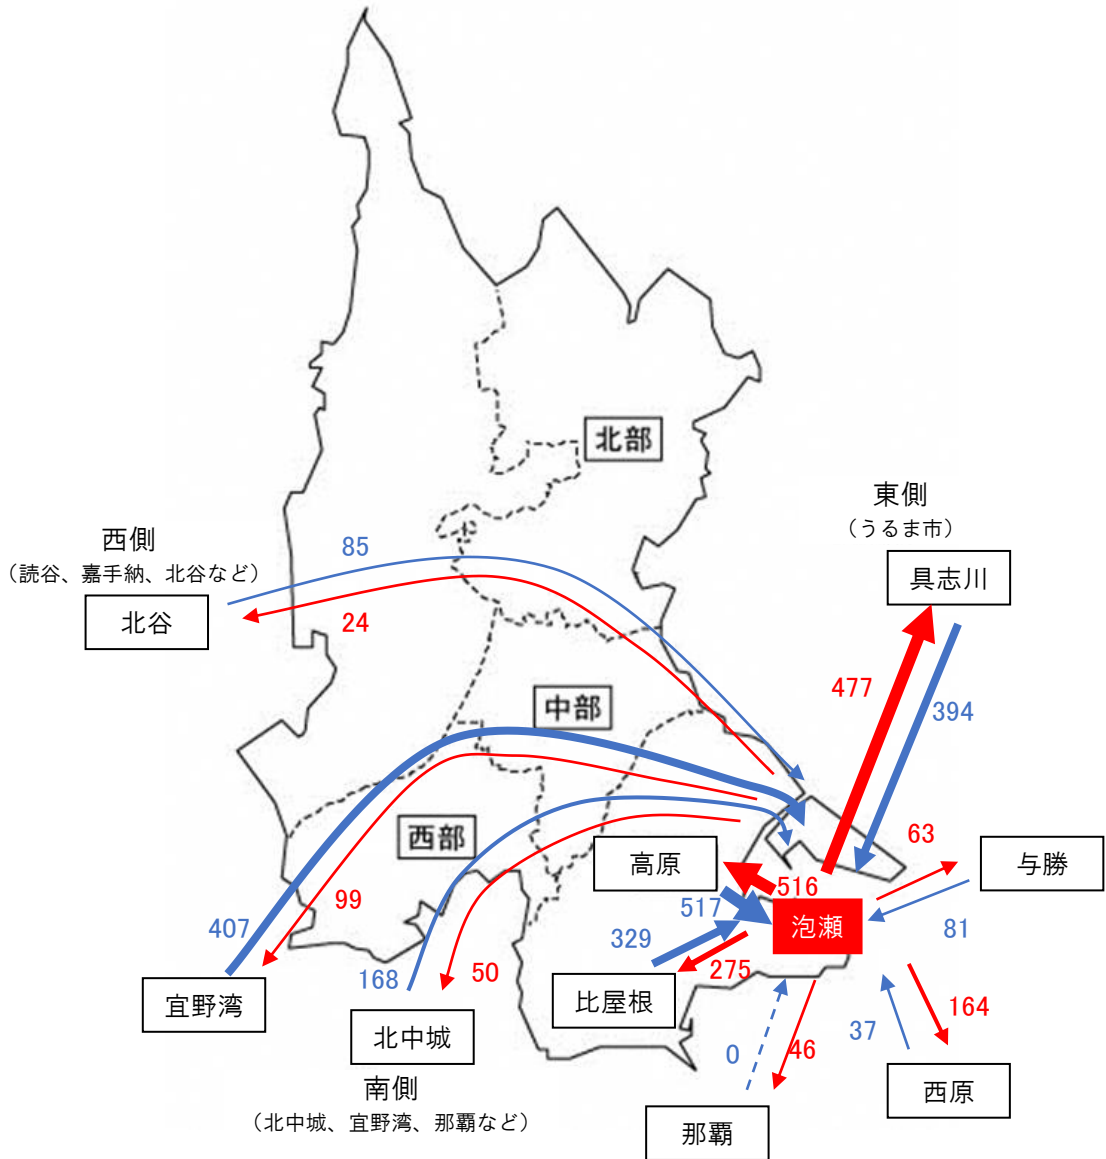 北部
東側
（うるま市）
西側
（読谷、嘉手納、北谷など）
85
具志川
北谷
24
477
中部
394
西部
63
高原
516
与勝
99
517
泡瀬
407
329
81
168
50
275
164
宜野湾
比屋根
37
北中城
0
46
南側
西原
（北中城、宜野湾、那覇など）
那覇